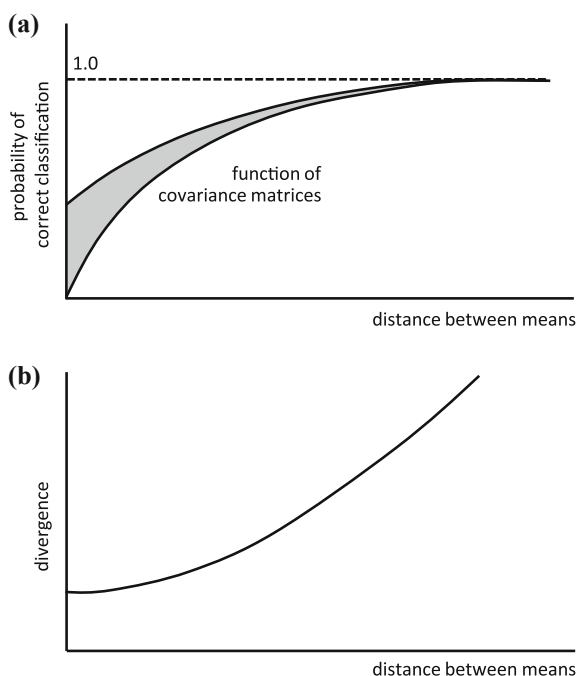 (a)
1.0
probability of
correct classification
function of
covariance matrices
distance between means
(b)
divergence
distance between means